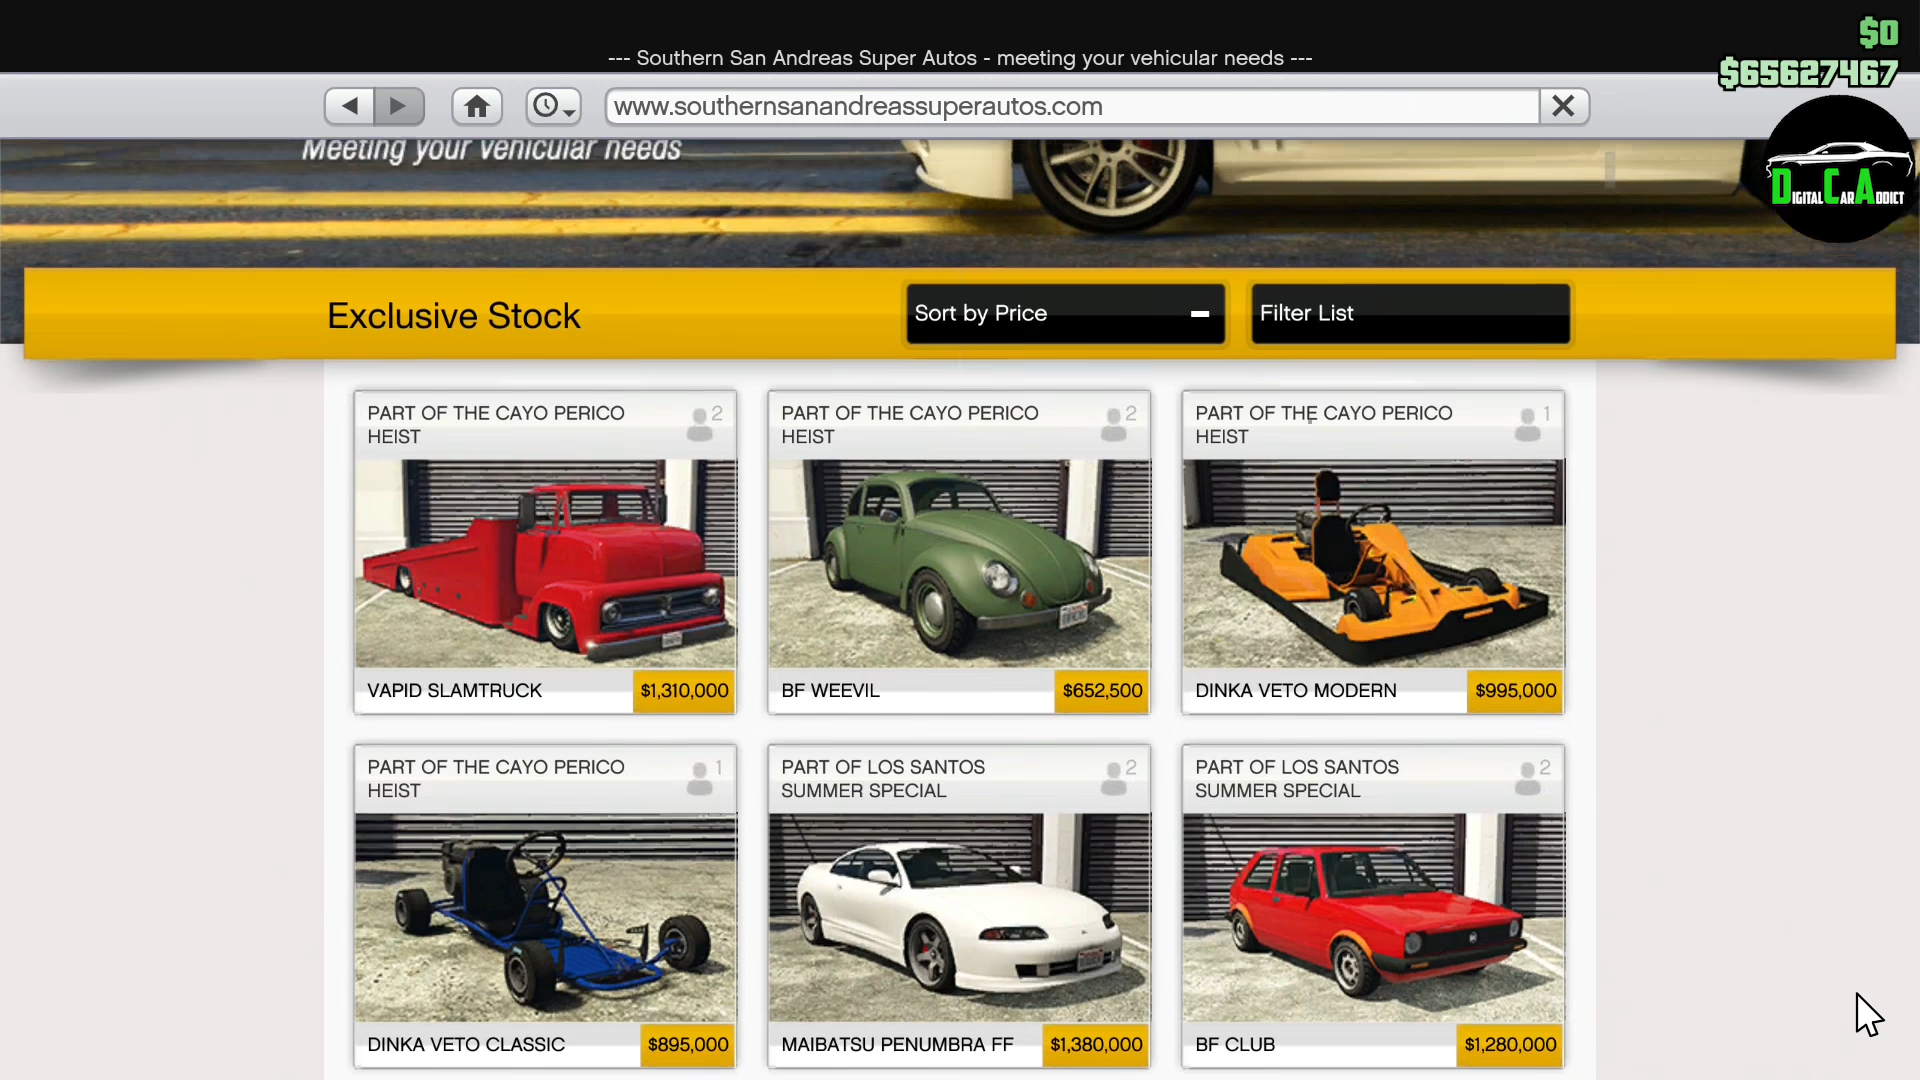 --- Southern San Andreas Super Autos - meeting your vehicular needs ---
$0
$65627467
www.southernsanandreassuperautos.com
Meeting your vehicular needs
DIGITALCARADDICT
Exclusive Stock
Sort by Price
Filter List
PART OF THE CAYO PERICO
HEIST
2
VAPID SLAMTRUCK
$1,310,000
PART OF THE CAYO PERICO
HEIST
2
BF WEEVIL
$652,500
PART OF THE CAYO PERICO
HEIST
1
DINKA VETO MODERN
$995,000
PART OF THE CAYO PERICO
HEIST
1
DINKA VETO CLASSIC
$895,000
PART OF LOS SANTOS
SUMMER SPECIAL
2
MAIBATSU PENUMBRA FF
$1,380,000
PART OF LOS SANTOS
SUMMER SPECIAL
2
BF CLUB
$1,280,000